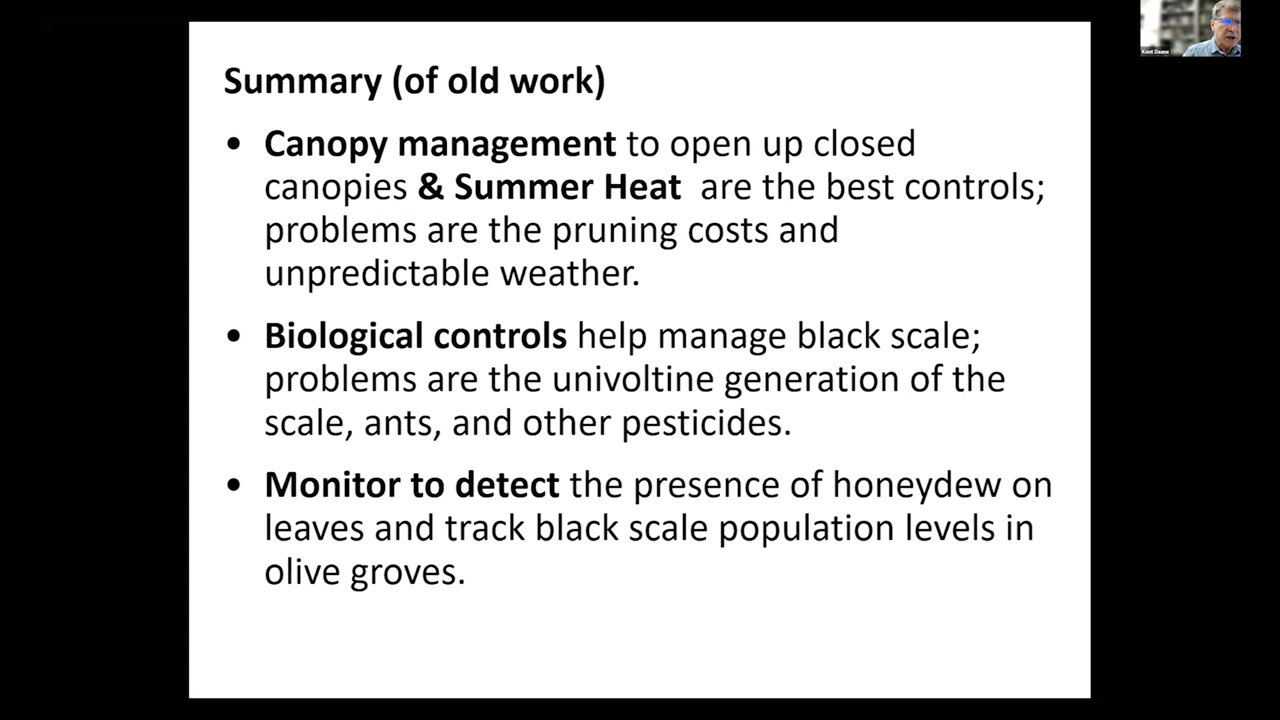 Summary (of old work)
• Canopy management to open up closed
canopies & Summer Heat are the best controls;
problems are the pruning costs and
unpredictable weather.
• Biological controls help manage black scale;
problems are the univoltine generation of the
scale, ants, and other pesticides.
• Monitor to detect the presence of honeydew on
leaves and track black scale population levels in
olive groves.
Kent Daane